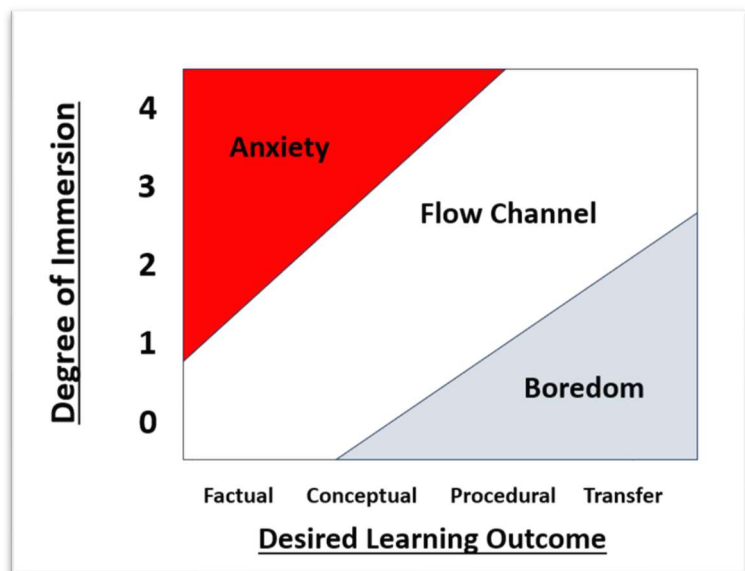 Degree of Immersion
4
3
2
1
0
Anxiety
Flow Channel
Boredom
Factual Conceptual Procedural Transfer
Desired Learning Outcome